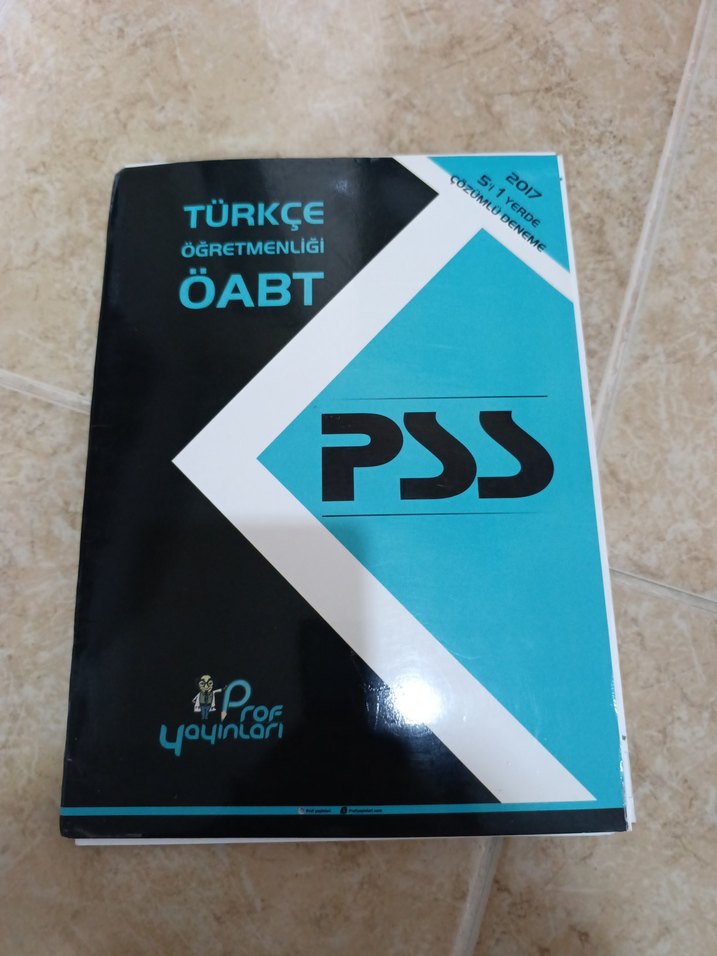 2017
5'i 1 YERDE
ÇÖZÜMLÜ DENEME
TÜRKÇE
ÖĞRETMENLİĞİ
ÖABT
PSS
Prof
yayınları